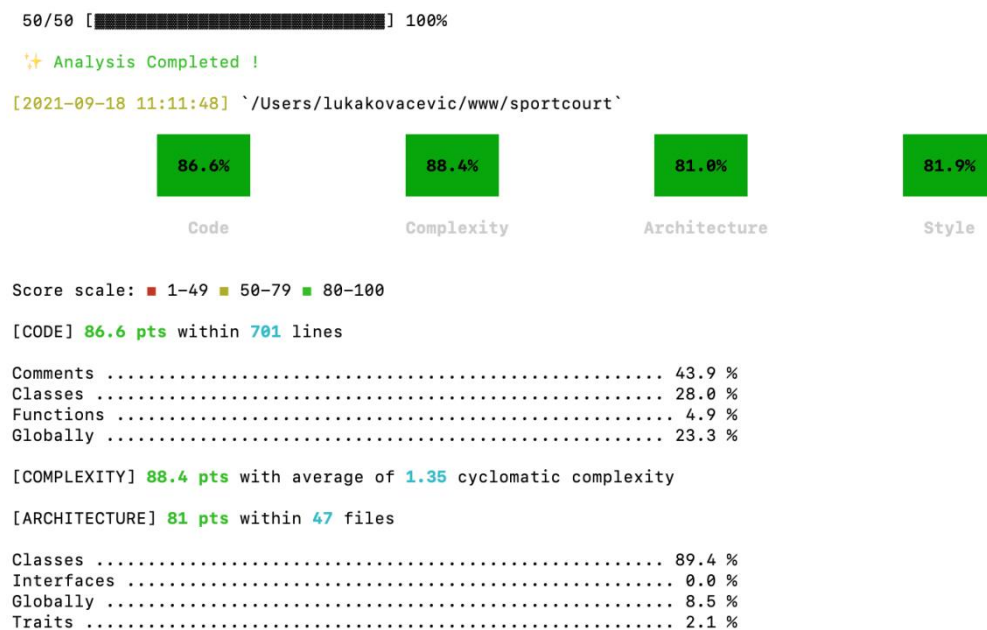 50/50 [▓▓▓▓▓▓▓▓▓▓▓▓▓▓▓▓▓▓▓▓▓▓▓▓▓▓▓▓] 100%
✨ Analysis Completed !
[2021-09-18 11:11:48] `/Users/lukakovacevic/www/sportcourt`
86.6% 88.4% 81.0% 81.9%
Code Complexity Architecture Style
Score scale: ■ 1-49 ■ 50-79 ■ 80-100
[CODE] 86.6 pts within 701 lines
Comments ...................................................... 43.9 %
Classes ....................................................... 28.0 %
Functions ...................................................... 4.9 %
Globally ...................................................... 23.3 %
[COMPLEXITY] 88.4 pts with average of 1.35 cyclomatic complexity
[ARCHITECTURE] 81 pts within 47 files
Classes ....................................................... 89.4 %
Interfaces ..................................................... 0.0 %
Globally ....................................................... 8.5 %
Traits ......................................................... 2.1 %